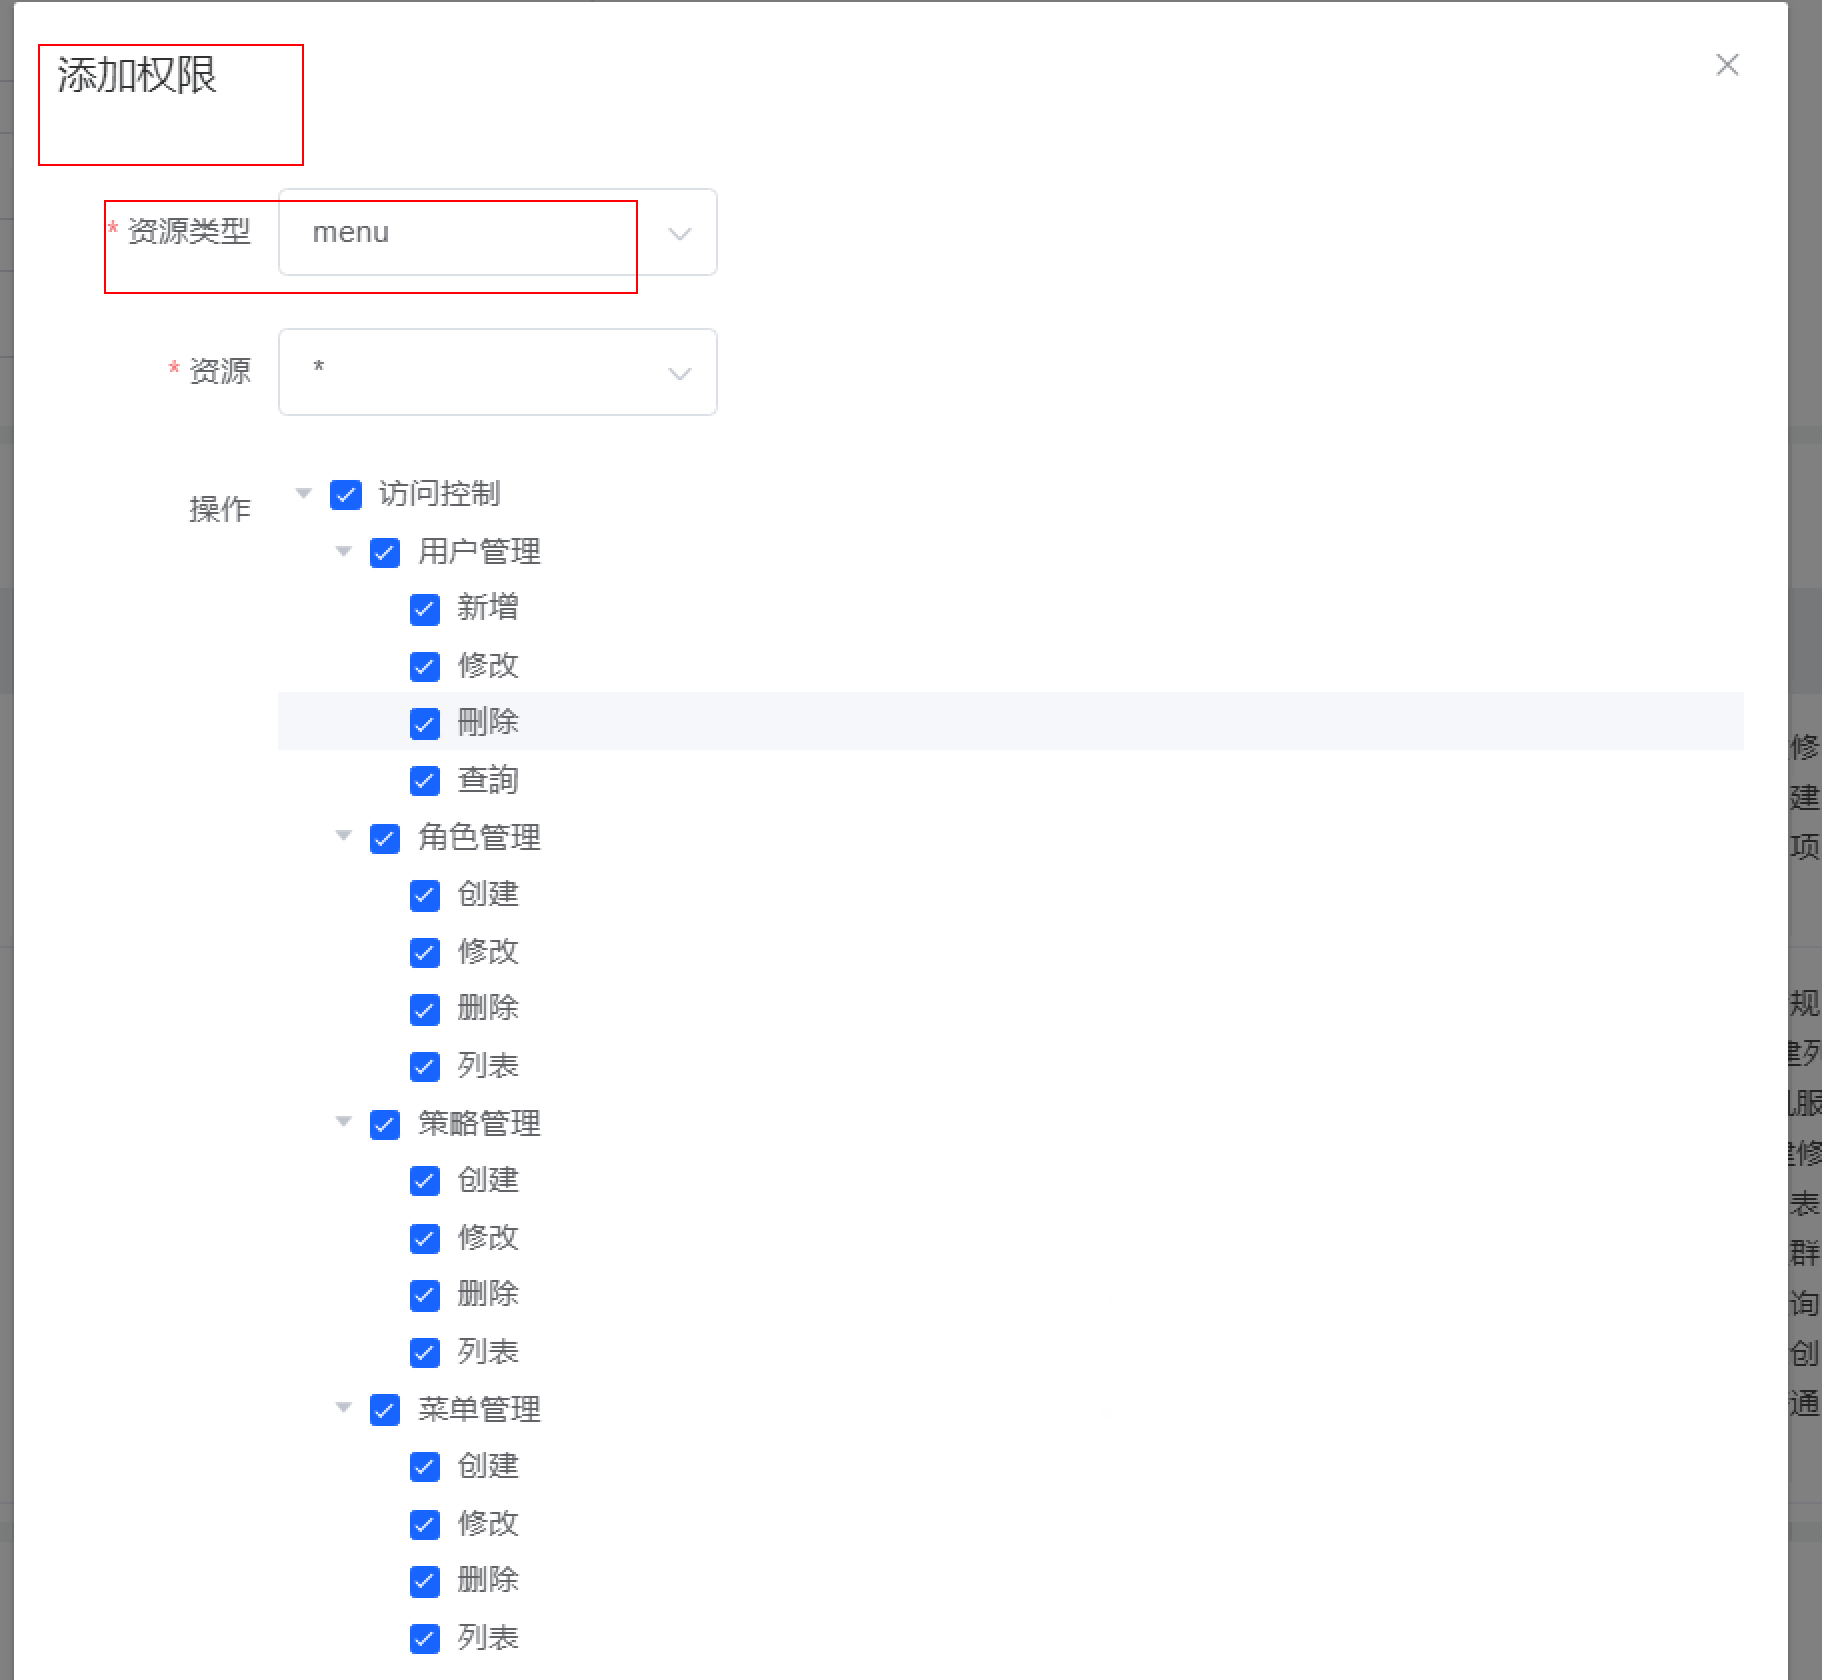 添加权限
* 资源类型 menu
* 资源 *
操作 访问控制
用户管理
新增
修改
刪除
查詢
角色管理
创建
修改
删除
列表
策略管理
创建
修改
删除
列表
菜单管理
创建
修改
删除
列表
修
建
项
规
建列
服
建修
表
群
询
创
通